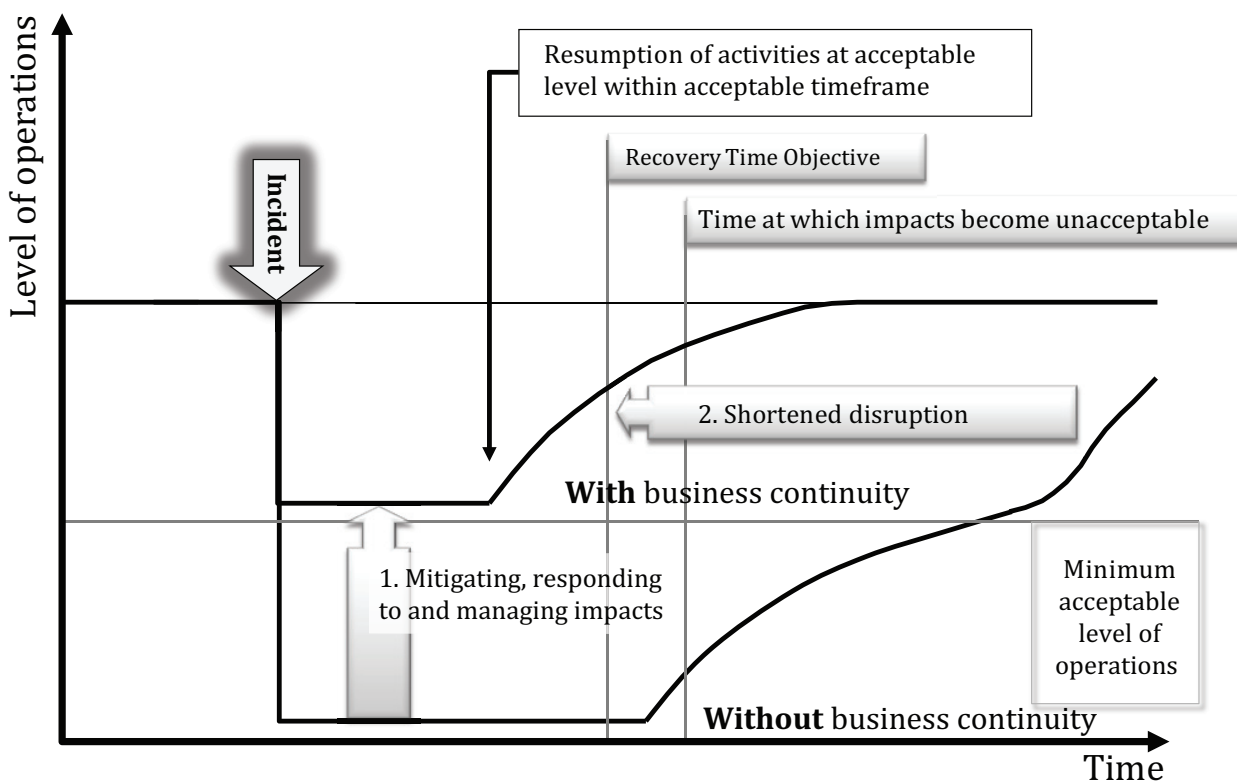 Level of operations
Resumption of activities at acceptable
level within acceptable timeframe
Recovery Time Objective
Incident
Time at which impacts become unacceptable
2. Shortened disruption
With business continuity
1. Mitigating, responding
to and managing impacts
Minimum
acceptable
level of
operations
Without business continuity
Time